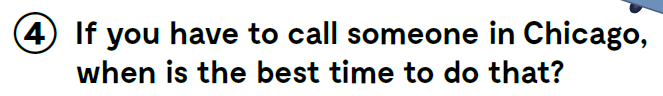 ④ If you have to call someone in Chicago,
when is the best time to do that?